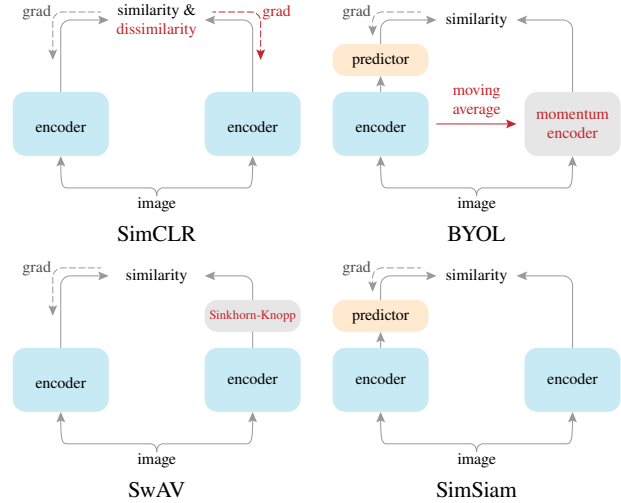 grad
similarity &
dissimilarity
grad
encoder
encoder
image
SimCLR
grad
similarity
predictor
encoder
moving
average
momentum
encoder
image
BYOL
grad
similarity
Sinkhorn-Knopp
encoder
encoder
image
SwAV
grad
similarity
predictor
encoder
encoder
image
SimSiam